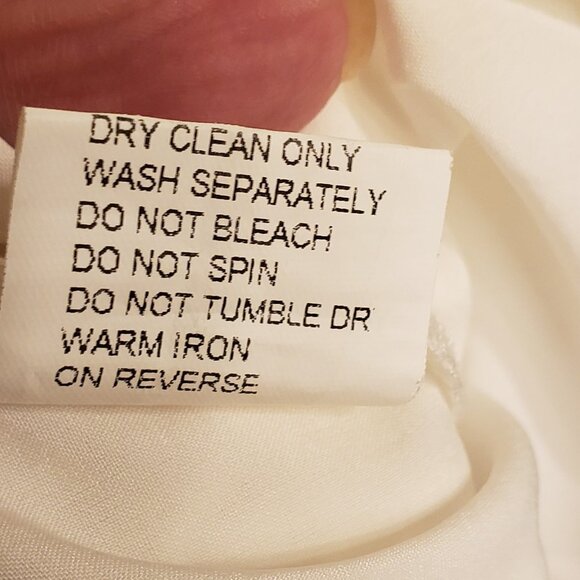 DRY CLEAN ONLY
WASH SEPARATELY
DO NOT BLEACH
DO NOT SPIN
DO NOT TUMBLE DR
WARM IRON
ON REVERSE